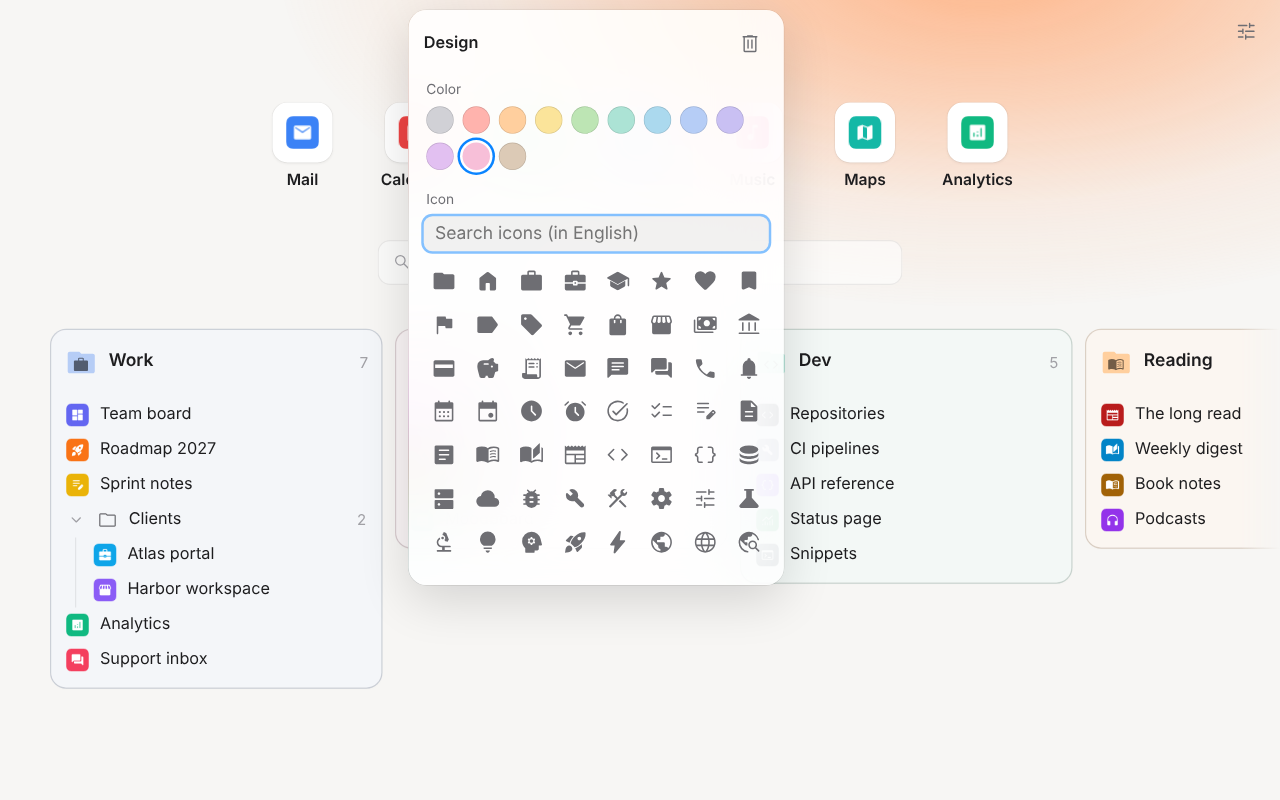 Design
Color
Icon
Search icons (in English)
Mail
Maps
Analytics
Work
7
Team board
Roadmap 2027
Sprint notes
Clients
2
Atlas portal
Harbor workspace
Analytics
Support inbox
Dev
5
Repositories
CI pipelines
API reference
Status page
Snippets
Reading
The long read
Weekly digest
Book notes
Podcasts